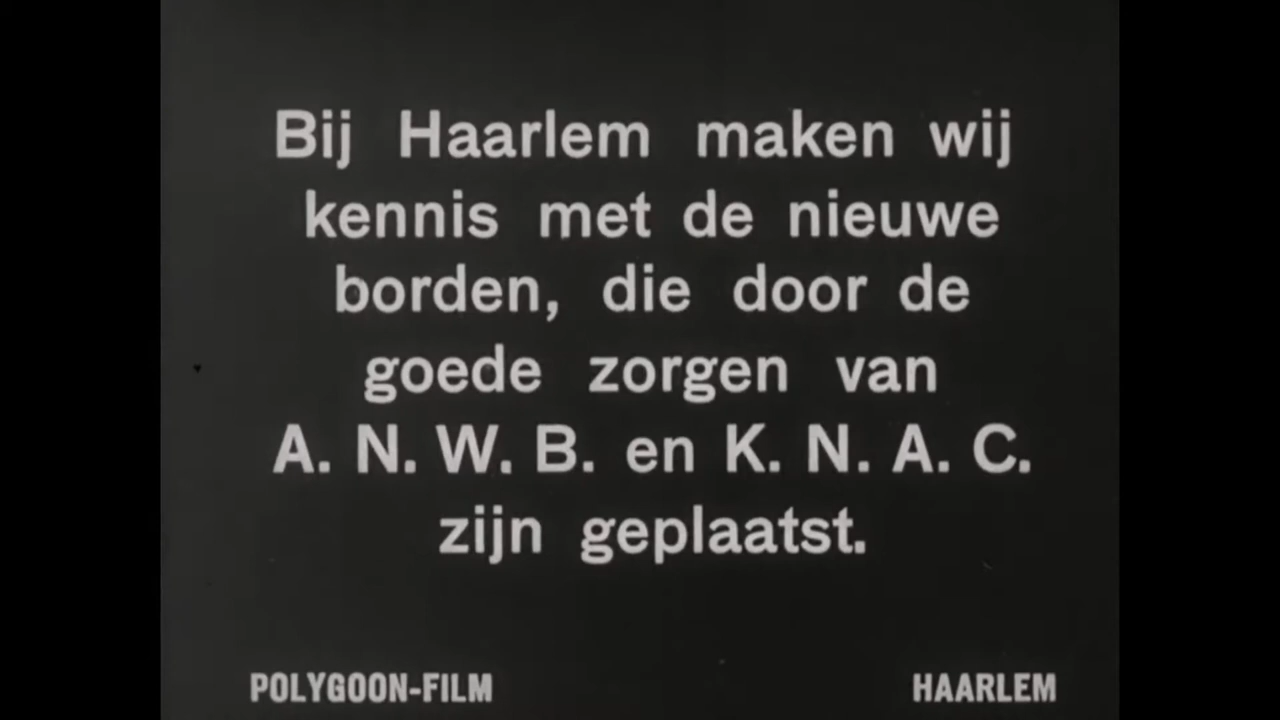 Bij Haarlem maken wij
kennis met de nieuwe
borden, die door de
goede zorgen van
A. N. W. B. en K. N. A. C.
zijn geplaatst.
POLYGOON-FILM HAARLEM